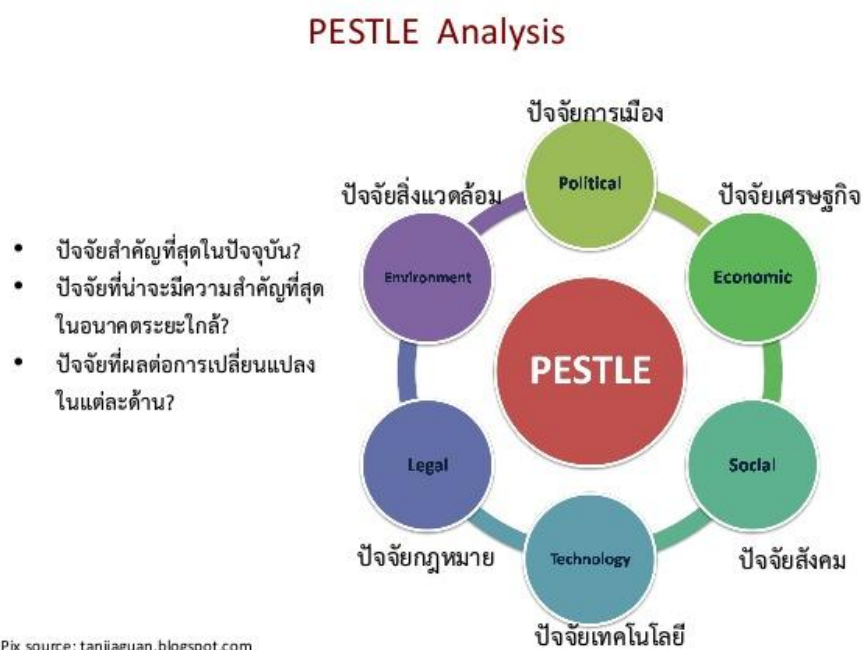 PESTLE Analysis
ปัจจัยการเมือง
Political
ปัจจัยสิ่งแวดล้อม
ปัจจัยเศรษฐกิจ
Environment
Economic
• ปัจจัยสำคัญที่สุดในปัจจุบัน?
• ปัจจัยที่น่าจะมีความสำคัญที่สุด
ในอนาคตระยะใกล้?
• ปัจจัยที่ผลต่อการเปลี่ยนแปลง
ในแต่ละด้าน?
PESTLE
Legal
Social
ปัจจัยกฎหมาย
Technology
ปัจจัยสังคม
ปัจจัยเทคโนโลยี
Pix source: tanjiaguan.blogspot.com